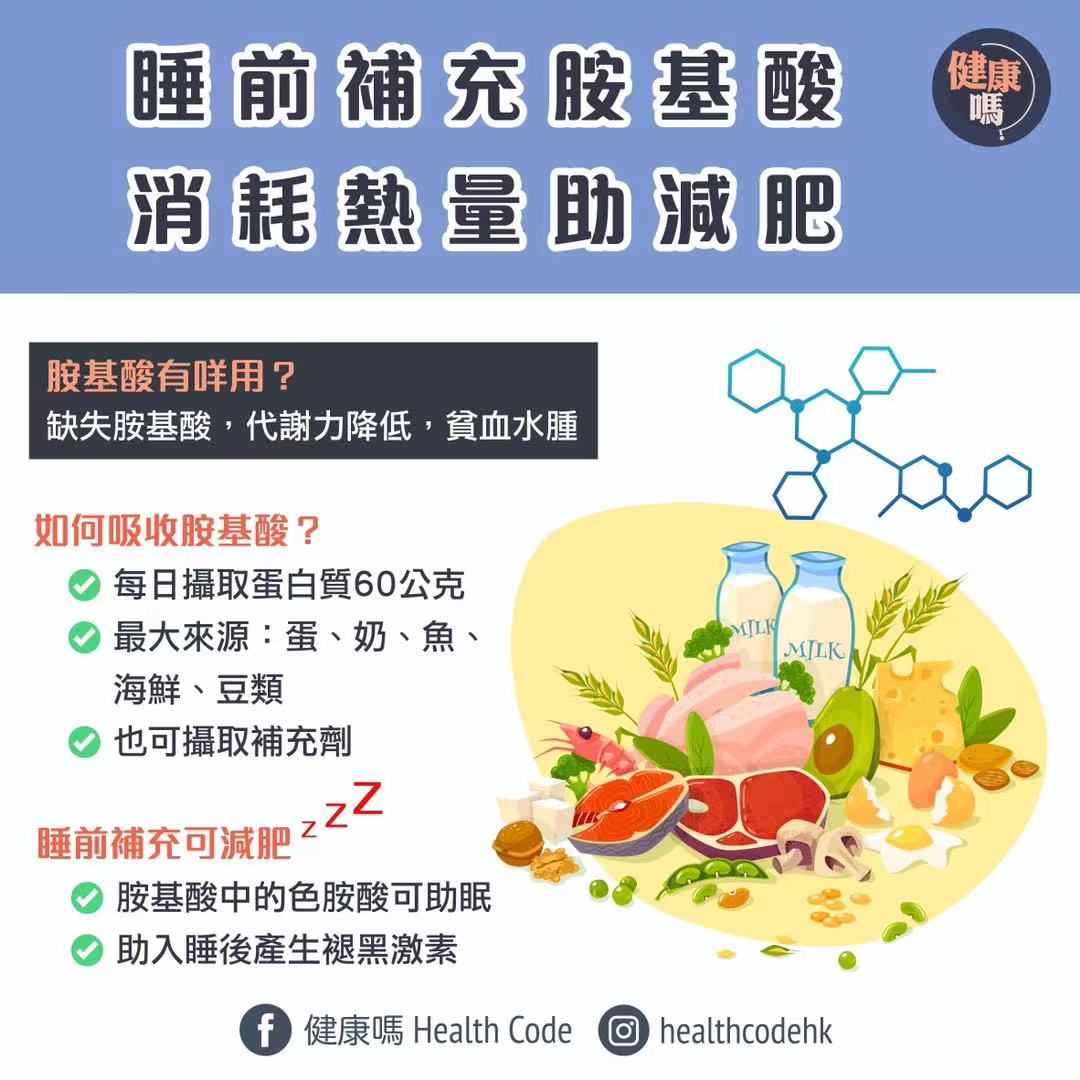 睡前補充胺基酸
健康
嗎
消耗熱量助減肥
胺基酸有咩用？
缺失胺基酸，代謝力降低，貧血水腫
如何吸收胺基酸？
每日攝取蛋白質60公克
最大來源：蛋、奶、魚、
海鮮、豆類
也可攝取補充劑
MILK
MILK
zzZ
睡前補充可減肥
胺基酸中的色胺酸可助眠
助入睡後產生褪黑激素
健康嗎 Health Code
healthcodehk